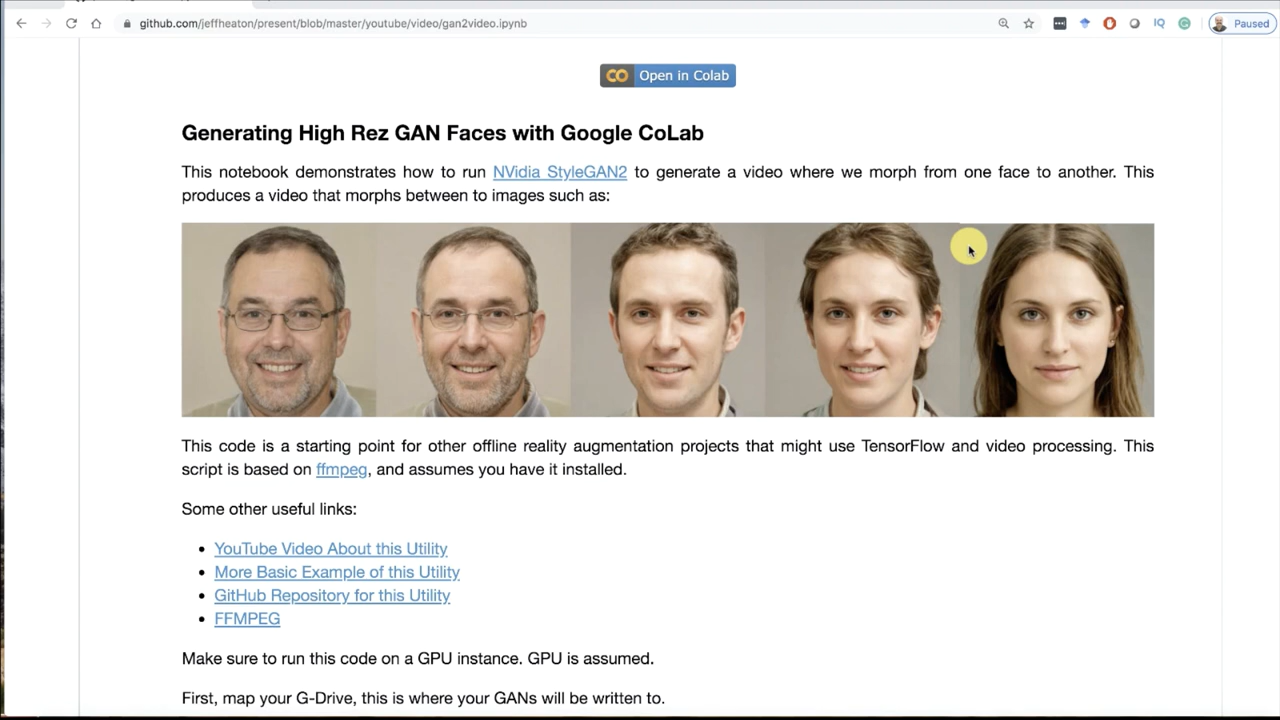 github.com/jeffheaton/present/blob/master/youtube/video/gan2video.ipynb
Paused
Open in Colab
Generating High Rez GAN Faces with Google CoLab
This notebook demonstrates how to run NVidia StyleGAN2 to generate a video where we morph from one face to another. This
produces a video that morphs between to images such as:
This code is a starting point for other offline reality augmentation projects that might use TensorFlow and video processing. This
script is based on ffmpeg, and assumes you have it installed.
Some other useful links:
• YouTube Video About this Utility
• More Basic Example of this Utility
• GitHub Repository for this Utility
• FFMPEG
Make sure to run this code on a GPU instance. GPU is assumed.
First, map your G-Drive, this is where your GANs will be written to.